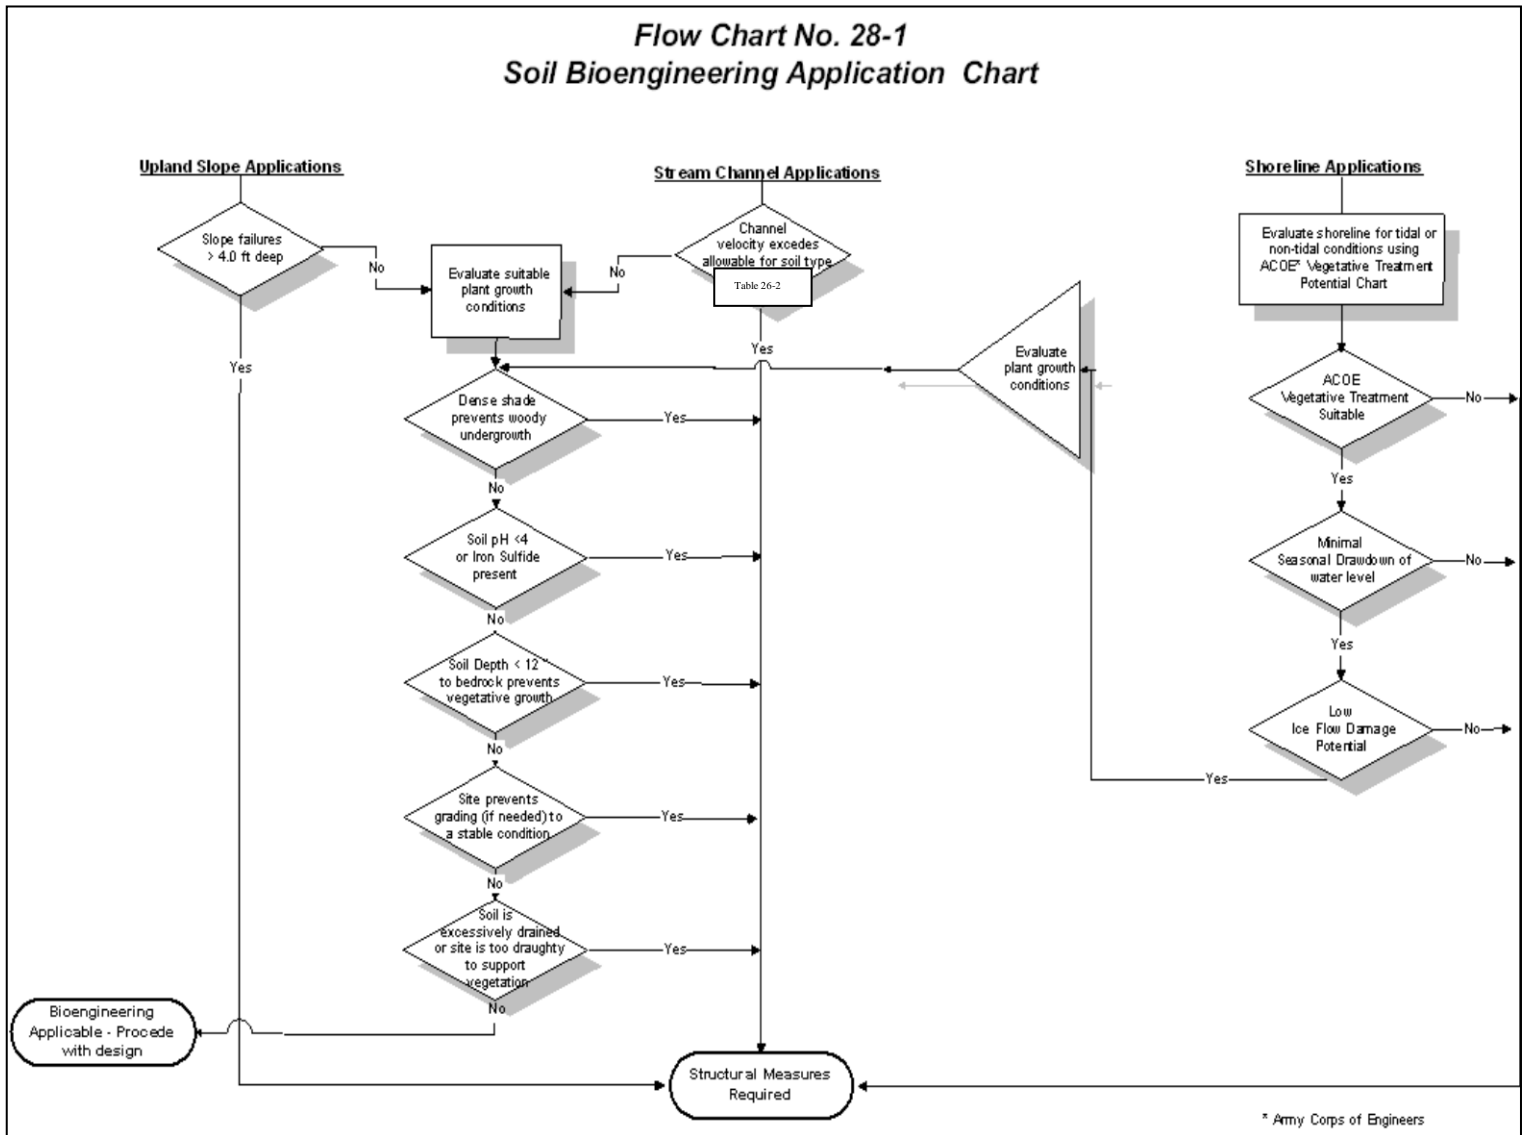 Flow Chart No. 28-1
Soil Bioengineering Application Chart
Upland Slope Applications
Slope failures
> 4.0 ft deep
No
Yes
Evaluate suitable
plant growth
conditions
Stream Channel Applications
Channel
velocity excedes
allowable for soil type
Table 26-2
No
Yes
Evaluate
plant growth
conditions
Shoreline Applications
Evaluate shoreline for tidal or
non-tidal conditions using
ACOE* Vegetative Treatment
Potential Chart
ACOE
Vegetative Treatment
Suitable
No
Yes
Minimal
Seasonal Drawdown of
water level
No
Yes
Low
Ice Flow Damage
Potential
No
Yes
Dense shade
prevents woody
undergrowth
Yes
No
Soil pH <4
or Iron Sulfide
present
Yes
No
Soil Depth < 12"
to bedrock prevents
vegetative growth
Yes
No
Site prevents
grading (if needed) to
a stable condition
Yes
No
Soil is
excessively drained
or site is too draughty
to support
vegetation
Yes
No
Bioengineering
Applicable - Procede
with design
Structural Measures
Required
* Army Corps of Engineers